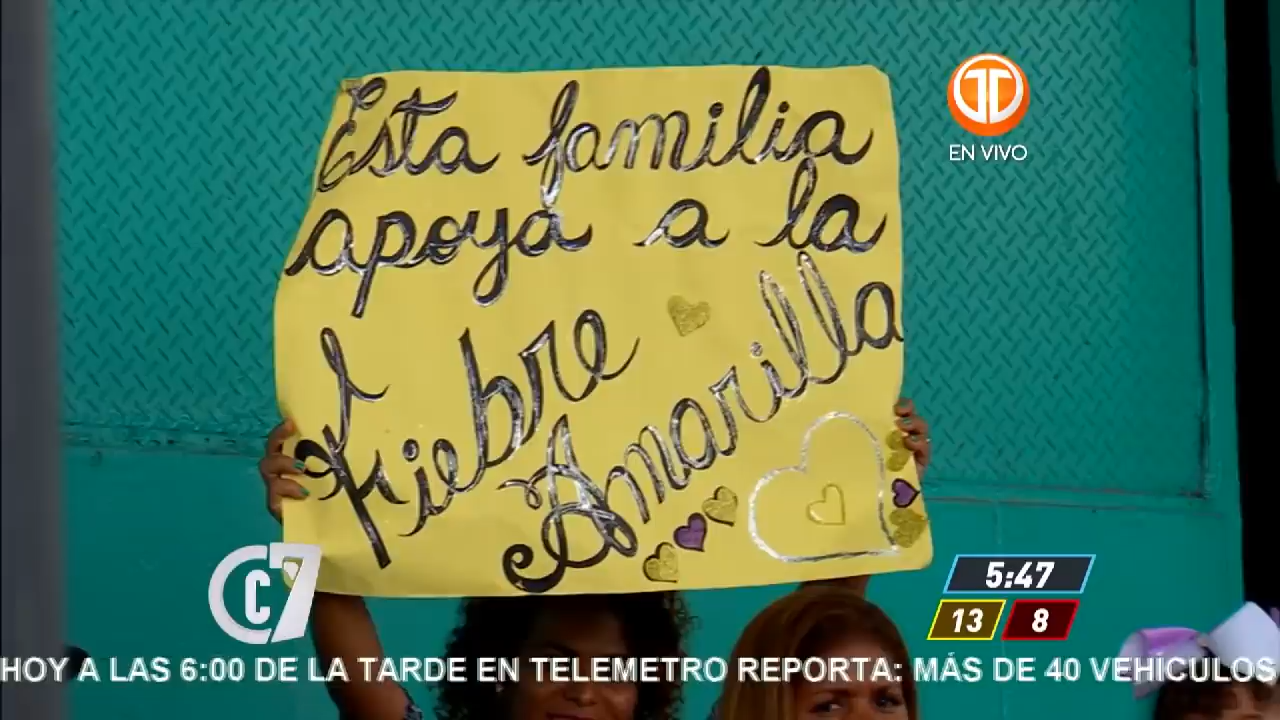 Esta familia
apoya a la
Fiebre
Amarilla
EN VIVO
C7
5:47
13 8
HOY A LAS 6:00 DE LA TARDE EN TELEMETRO REPORTA: MÁS DE 40 VEHÍCULOS